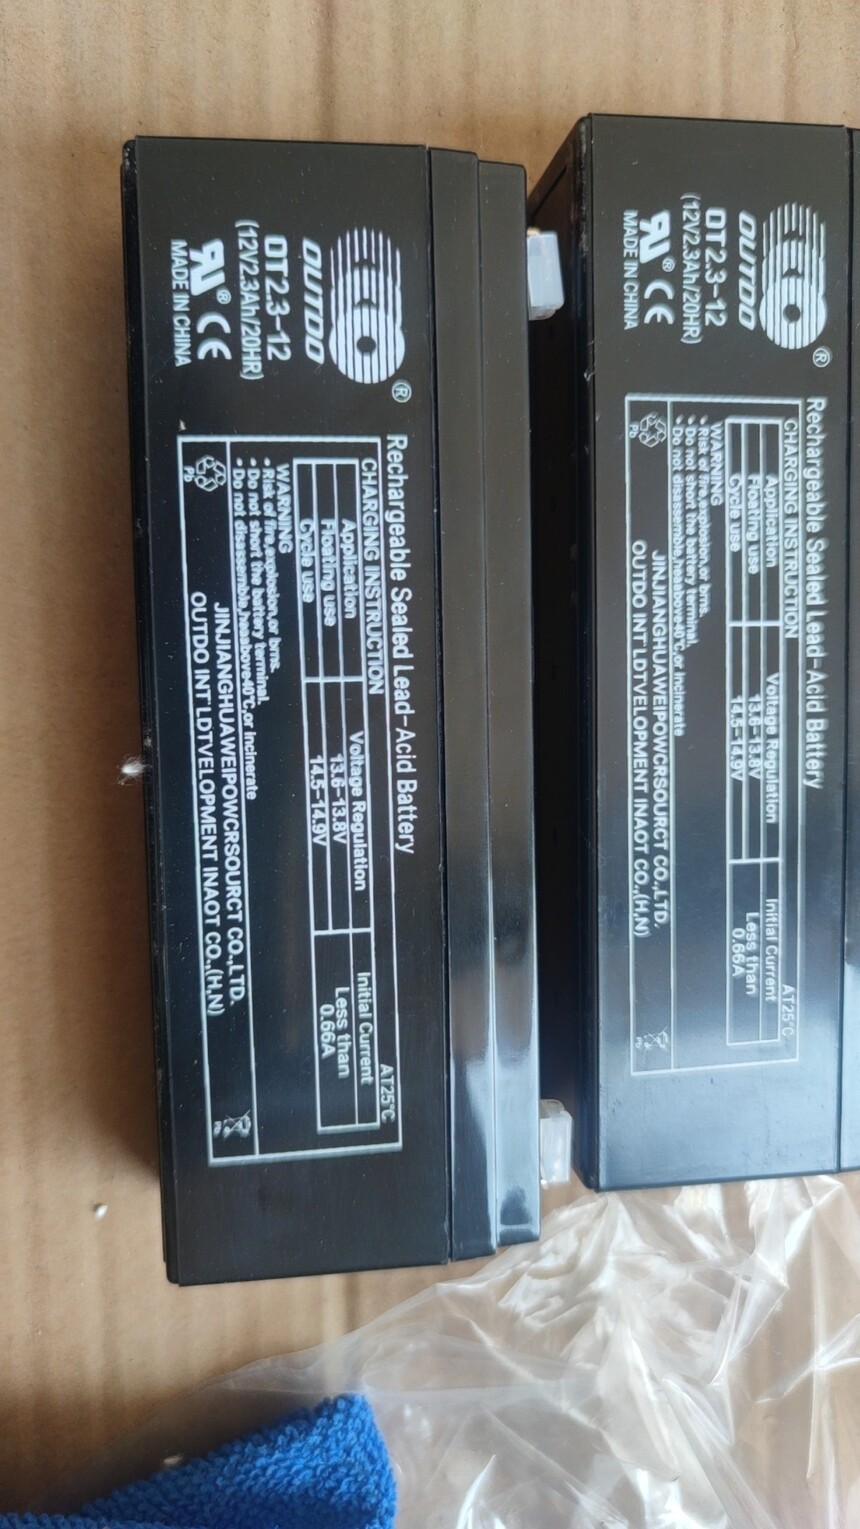 OUTDO
DT2.3-12
(12V2.3Ah/20HR)
MADE IN CHINA
®
Rechargeable Sealed Lead-Acid Battery
CHARGING INSTRUCTION
AT25°C
Application
Voltage Regulation
Initial Current
Floating use
13.6-13.8V
Less than
Cycle use
14.5-14.9V
0.66A
WARNING
• Risk of fire,explosion,or brns.
• Do not short the battery terminal.
• Do not disassemble,heaabove40°C,or incinerate
Pb
JINJIANGHUAWEIPOWCRSOURCT CO.,LTD.
OUTDO INT'LDTVELOPMENT INAOT CO.,(H,N)
Pb
OUTDO
DT2.3-12
(12V2.3Ah/20HR)
MADE IN CHINA
®
Rechargeable Sealed Lead-Acid Battery
CHARGING INSTRUCTION
AT25°C
Application
Voltage Regulation
Initial Current
Floating use
13.6-13.8V
Less than
Cycle use
14.5-14.9V
0.66A
WARNING
• Risk of fire,explosion,or brns.
• Do not short the battery terminal.
• Do not disassemble,heaabove40°C,or incinerate
Pb
JINJIANGHUAWEIPOWCRSOURCT CO.,LTD.
OUTDO INT'LDTVELOPMENT INAOT CO.,(H,N)
Pb